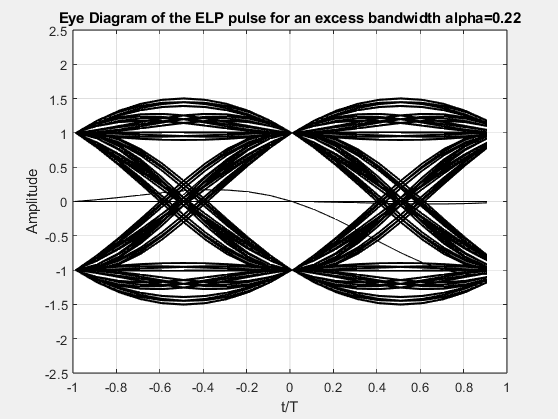 Eye Diagram of the ELP pulse for an excess bandwidth alpha=0.22
2.5
2
1.5
1
0.5
0
-0.5
-1
-1.5
-2
-2.5
Amplitude
-1 -0.8 -0.6 -0.4 -0.2 0 0.2 0.4 0.6 0.8 1
t/T